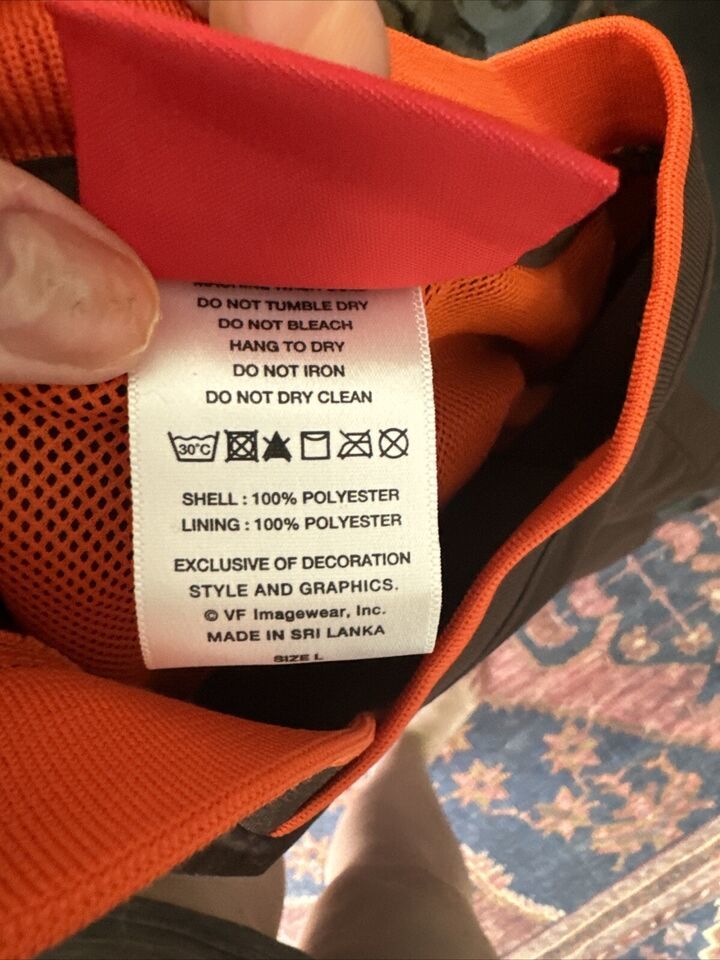 DO NOT TUMBLE DRY
DO NOT BLEACH
HANG TO DRY
DO NOT IRON
DO NOT DRY CLEAN
30°C
SHELL : 100% POLYESTER
LINING : 100% POLYESTER
EXCLUSIVE OF DECORATION
STYLE AND GRAPHICS.
© VF Imagewear, Inc.
MADE IN SRI LANKA
SIZE L